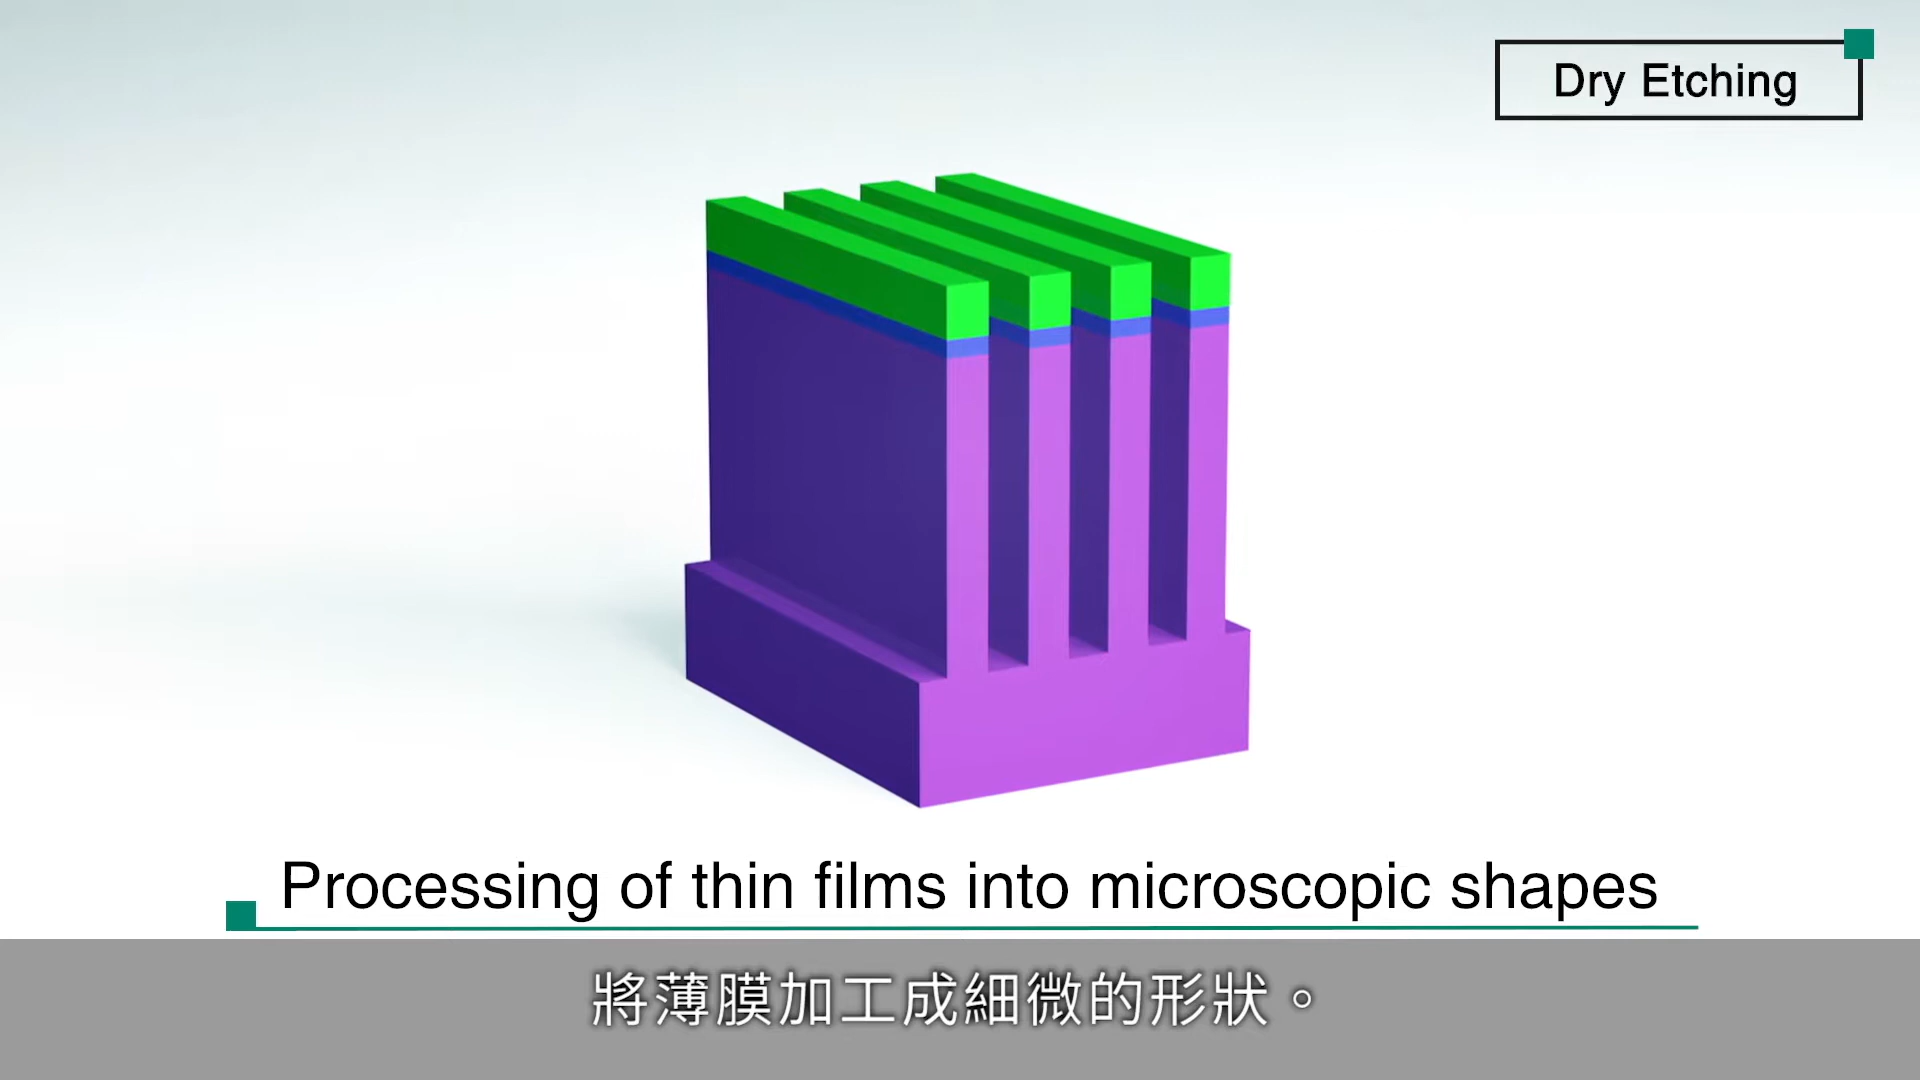 Dry Etching
Processing of thin films into microscopic shapes
將薄膜加工成細微的形狀。